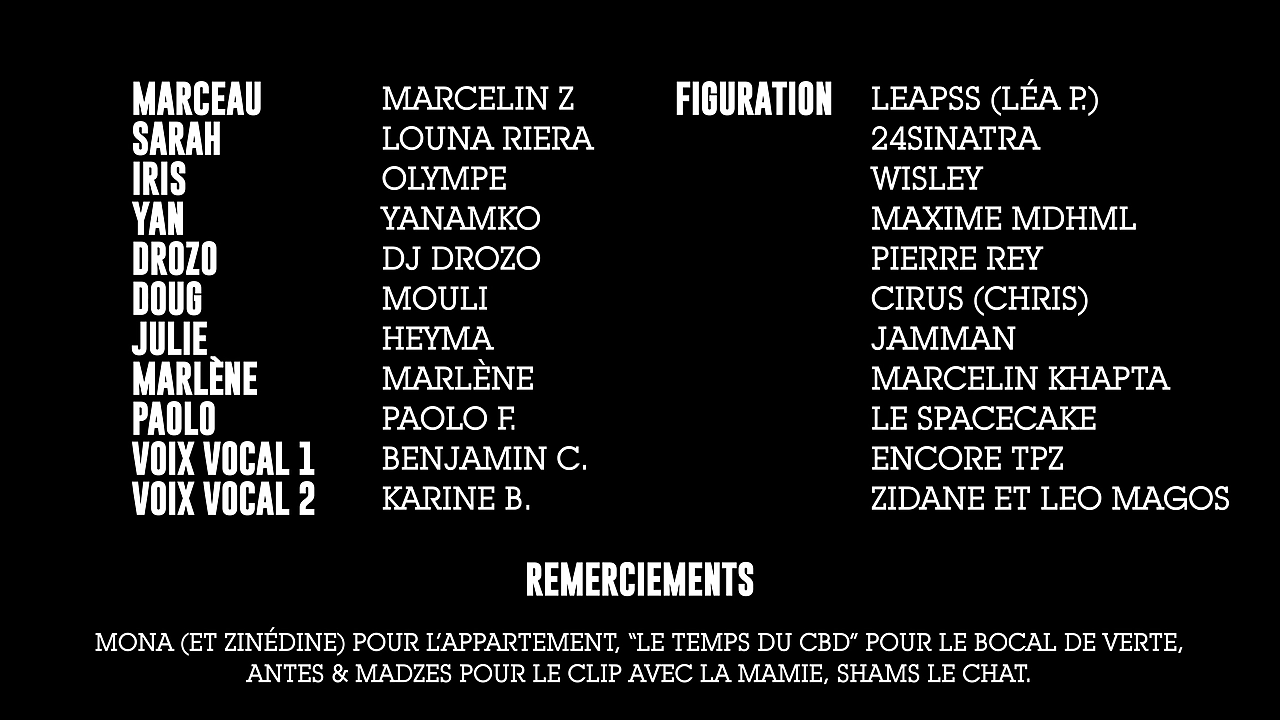 MARCEAU MARCELIN Z
SARAH LOUNA RIERA
IRIS OLYMPE
YAN YANAMKO
DROZO DJ DROZO
DOUG MOULI
JULIE HEYMA
MARLÈNE MARLÈNE
PAOLO PAOLO F.
VOIX VOCAL 1 BENJAMIN C.
VOIX VOCAL 2 KARINE B.
FIGURATION LEAPSS (LÉA P.)
24SINATRA
WISLEY
MAXIME MDHML
PIERRE REY
CIRUS (CHRIS)
JAMMAN
MARCELIN KHAPTA
LE SPACECAKE
ENCORE TPZ
ZIDANE ET LEO MAGOS
REMERCIEMENTS
MONA (ET ZINÉDINE) POUR L’APPARTEMENT, “LE TEMPS DU CBD” POUR LE BOCAL DE VERTE,
ANTES & MADZES POUR LE CLIP AVEC LA MAMIE, SHAMS LE CHAT.